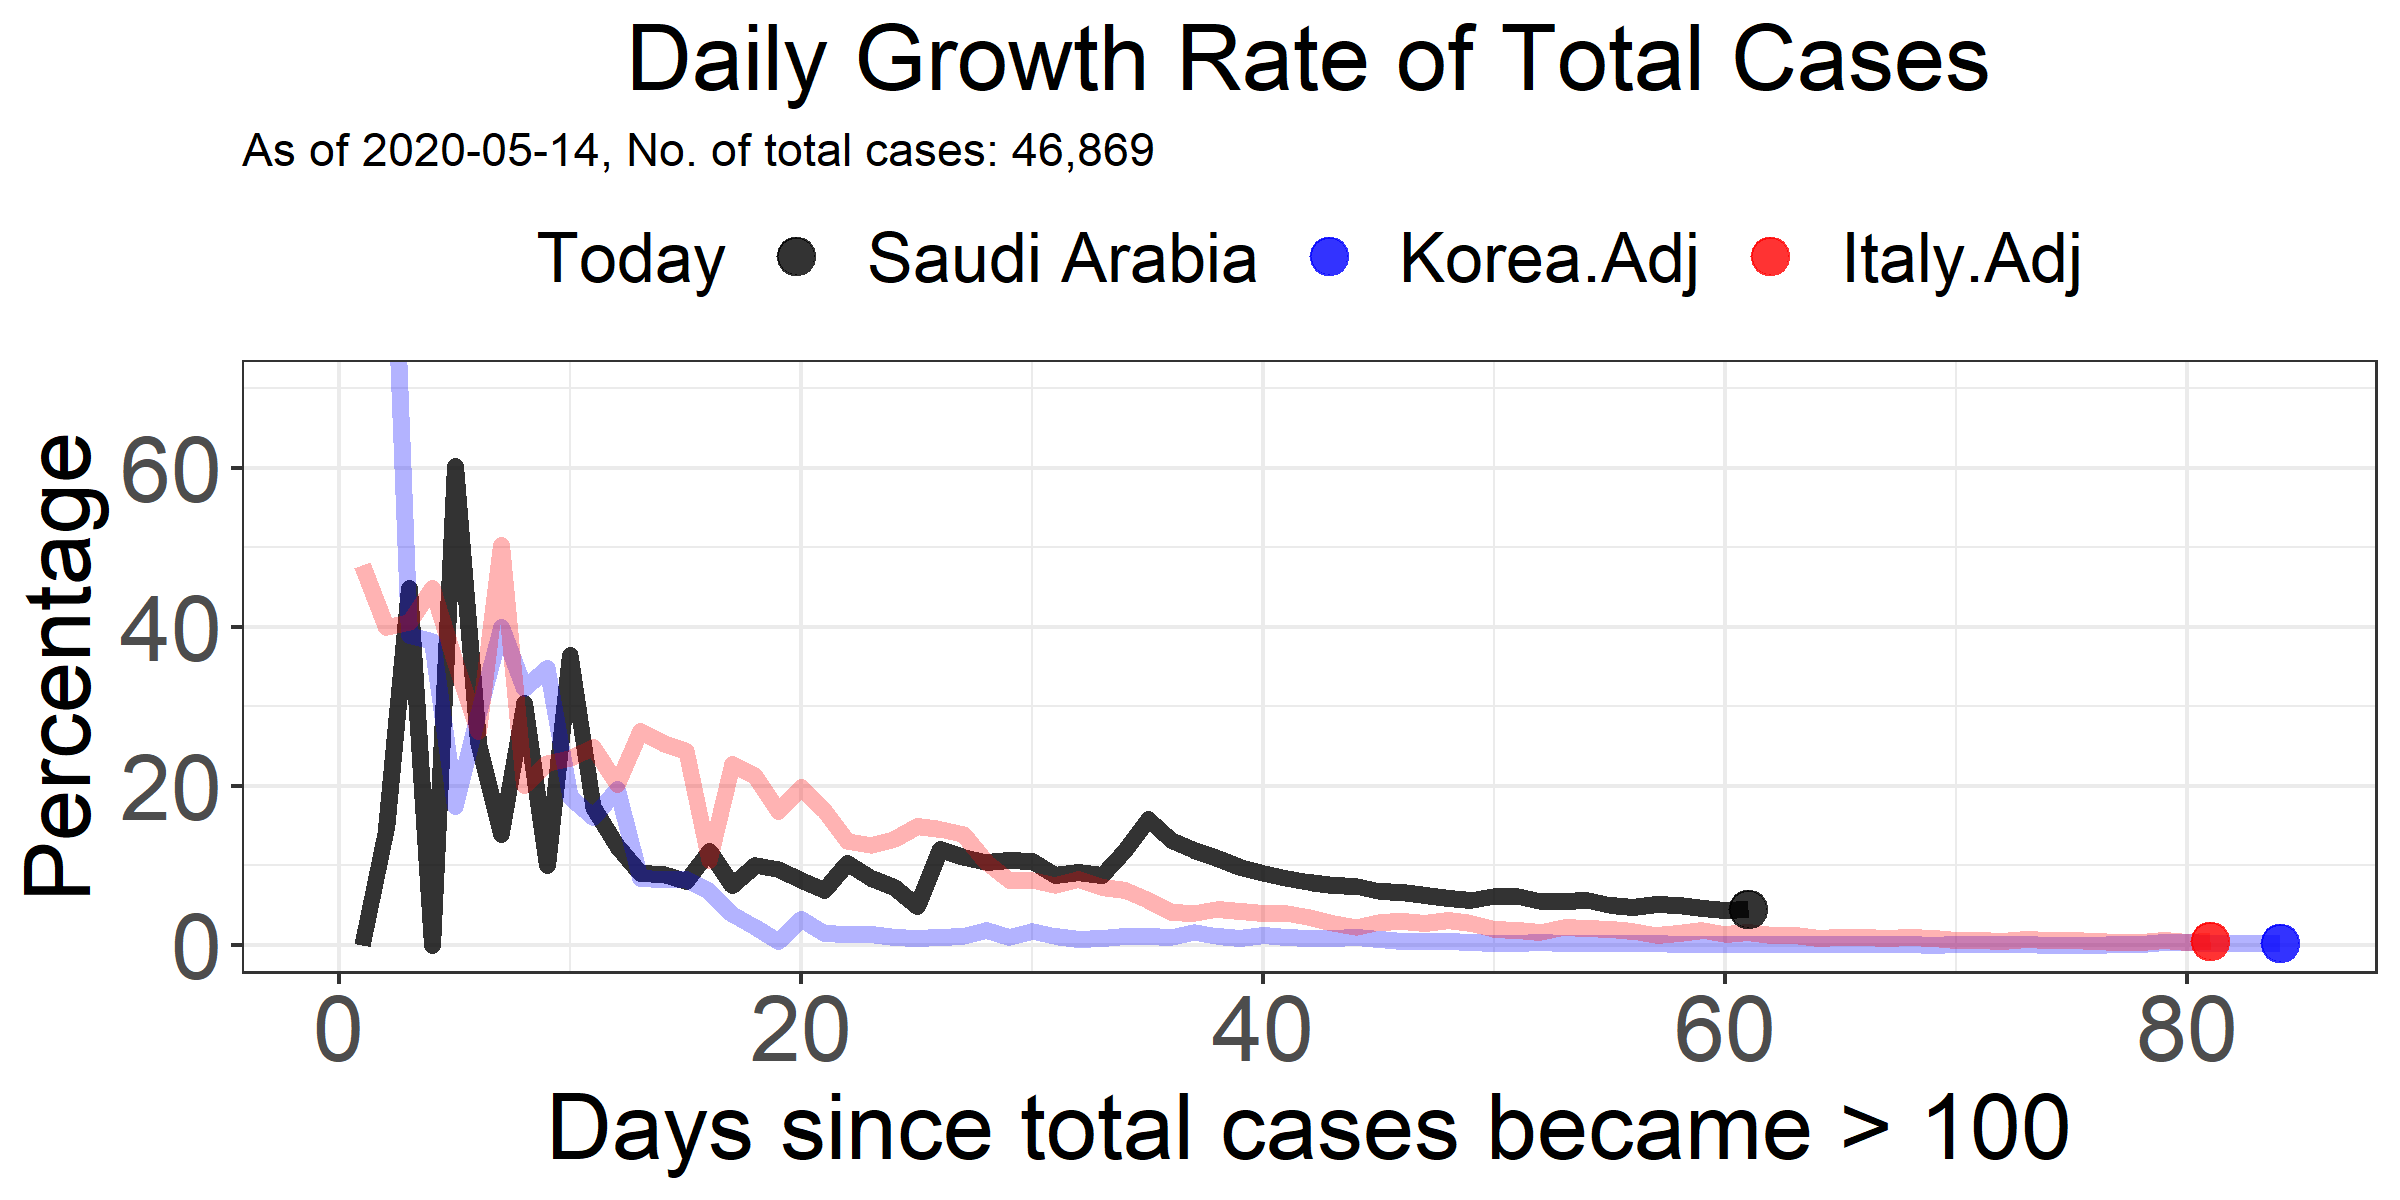 Daily Growth Rate of Total Cases
As of 2020-05-14, No. of total cases: 46,869
Today Saudi Arabia Korea.Adj Italy.Adj
Percentage
60
40
20
0
0 20 40 60 80
Days since total cases became > 100